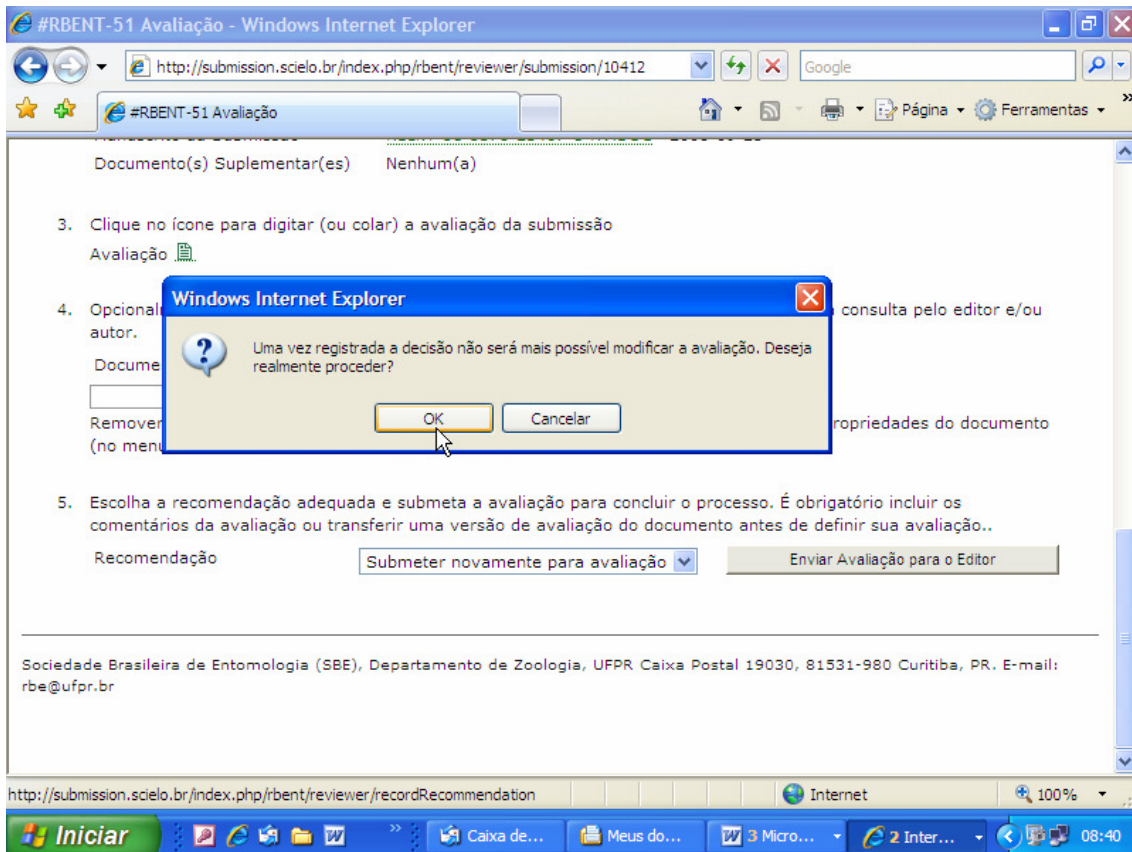 #RBENT-51 Avaliação - Windows Internet Explorer
http://submission.scielo.br/index.php/rbent/reviewer/submission/10412
Google
#RBENT-51 Avaliação
Página
Ferramentas
»
Documento(s) Suplementar(es) Nenhum(a)
3. Clique no ícone para digitar (ou colar) a avaliação da submissão
Avaliação
Windows Internet Explorer
4. consulta pelo editor e/ou
autor.
Uma vez registrada a decisão não será mais possível modificar a avaliação. Deseja
realmente proceder?
OK Cancelar
Remover
(no
documento
5. Escolha a recomendação adequada e submeta a avaliação para concluir o processo. É obrigatório incluir os
comentários da avaliação ou transferir uma versão de avaliação do documento antes de definir sua avaliação..
Recomendação Submeter novamente para avaliação Enviar Avaliação para o Editor
Sociedade Brasileira de Entomologia (SBE), Departamento de Zoologia, UFPR Caixa Postal 19030, 81531-980 Curitiba, PR. E-mail:
rbe@ufpr.br
http://submission.scielo.br/index.php/rbent/reviewer/recordRecommendation Internet 100%
Iniciar » Caixa de... Meus do... 3 Micro... 2 Inter... 08:40